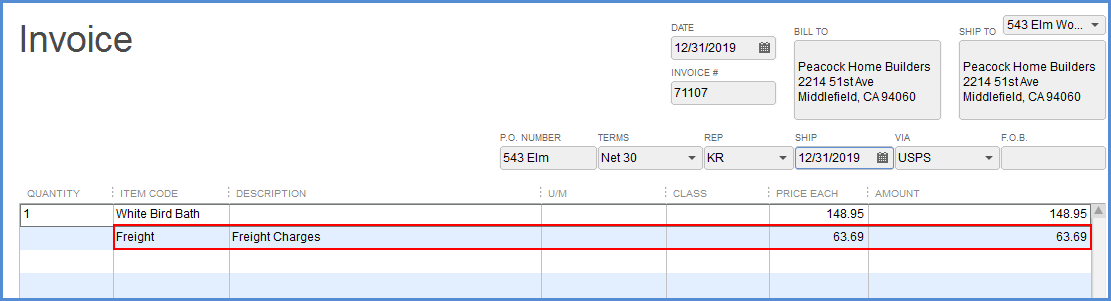 Invoice
DATE
12/31/2019
INVOICE #
71107
BILL TO
Peacock Home Builders
2214 51st Ave
Middlefield, CA 94060
SHIP TO
543 Elm Wo...
Peacock Home Builders
2214 51st Ave
Middlefield, CA 94060
P.O. NUMBER TERMS REP SHIP VIA F.O.B.
543 Elm Net 30 KR 12/31/2019 USPS
QUANTITY ITEM CODE DESCRIPTION U/M CLASS PRICE EACH AMOUNT
1 White Bird Bath 148.95 148.95
Freight Freight Charges 63.69 63.69